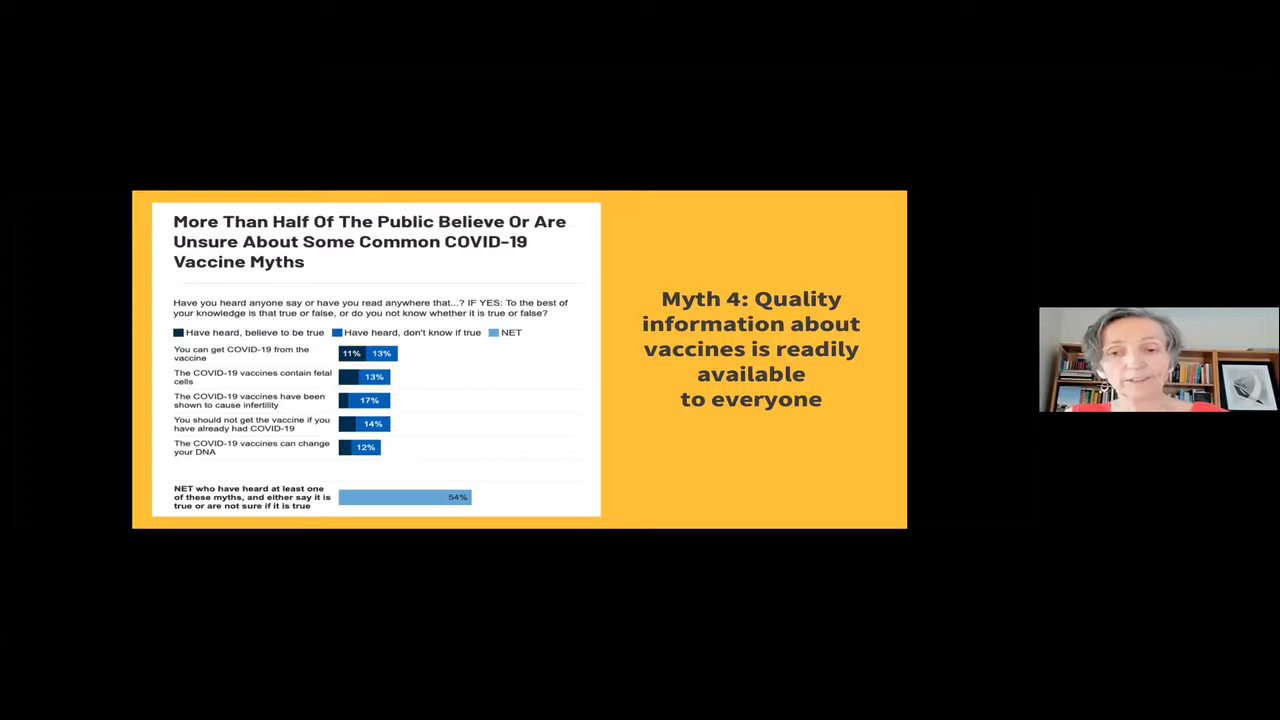 More Than Half Of The Public Believe Or Are
Unsure About Some Common COVID-19
Vaccine Myths
Have you heard anyone say or have you read anywhere that...? IF YES: To the best of
your knowledge is that true or false, or do you not know whether it is true or false?
Have heard, believe to be true Have heard, don't know if true NET
You can get COVID-19 from the
vaccine
11% 13%
The COVID-19 vaccines contain fetal
cells
13%
The COVID-19 vaccines have been
shown to cause infertility
17%
You should not get the vaccine if you
have already had COVID-19
14%
The COVID-19 vaccines can change
your DNA
12%
NET who have heard at least one
of these myths, and either say it is
true or are not sure if it is true
54%
Myth 4: Quality
information about
vaccines is readily
available
to everyone